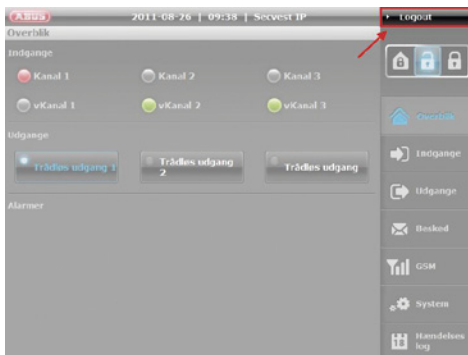 ABUS 2011-08-26 | 09:38 | Secvest IP Logout
Overblik
Indgange
Kanal 1 Kanal 2 Kanal 3
vKanal 1 vKanal 2 vKanal 3
Udgange
Trådløs udgang 1 Trådløs udgang 2 Trådløs udgang
Alarmer
Overblik
Indgange
Udgange
Besked
GSM
System
Hændelses
log